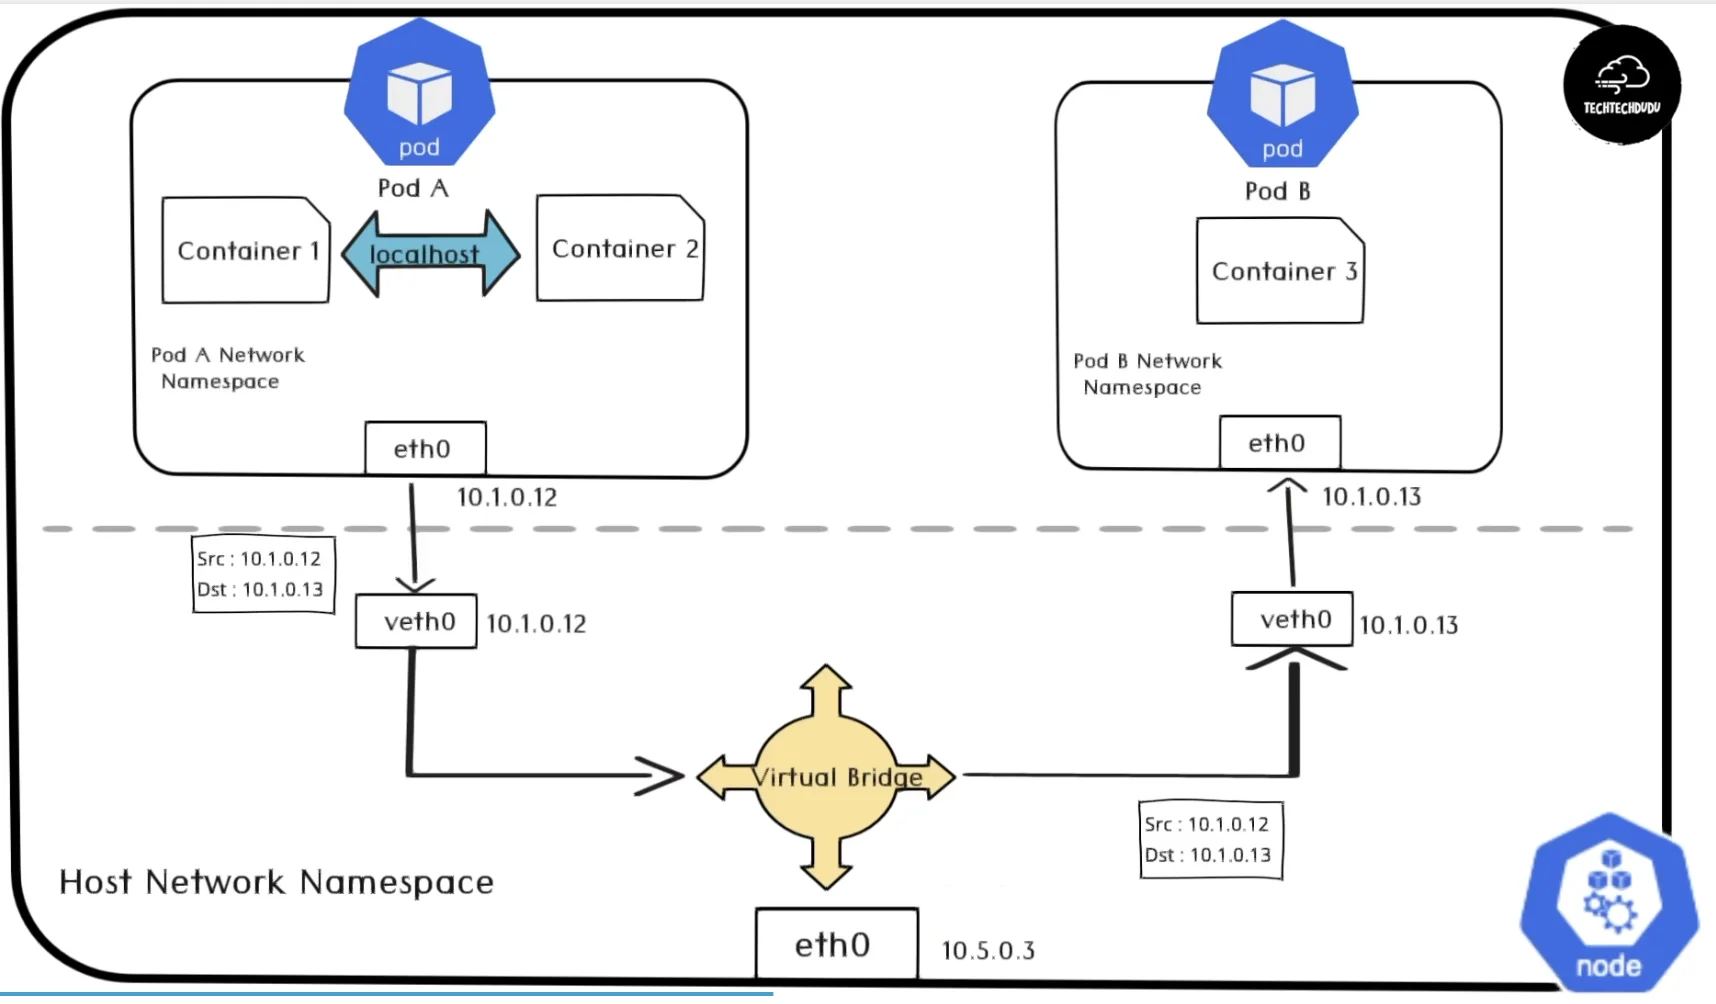 TECHTECHDUDU
pod
Pod A
Container 1
localhost
Container 2
Pod A Network
Namespace
eth0
10.1.0.12
pod
Pod B
Container 3
Pod B Network
Namespace
eth0
10.1.0.13
Src : 10.1.0.12
Dst : 10.1.0.13
veth0
10.1.0.12
veth0
10.1.0.13
Virtual Bridge
Src : 10.1.0.12
Dst : 10.1.0.13
Host Network Namespace
eth0
10.5.0.3
node